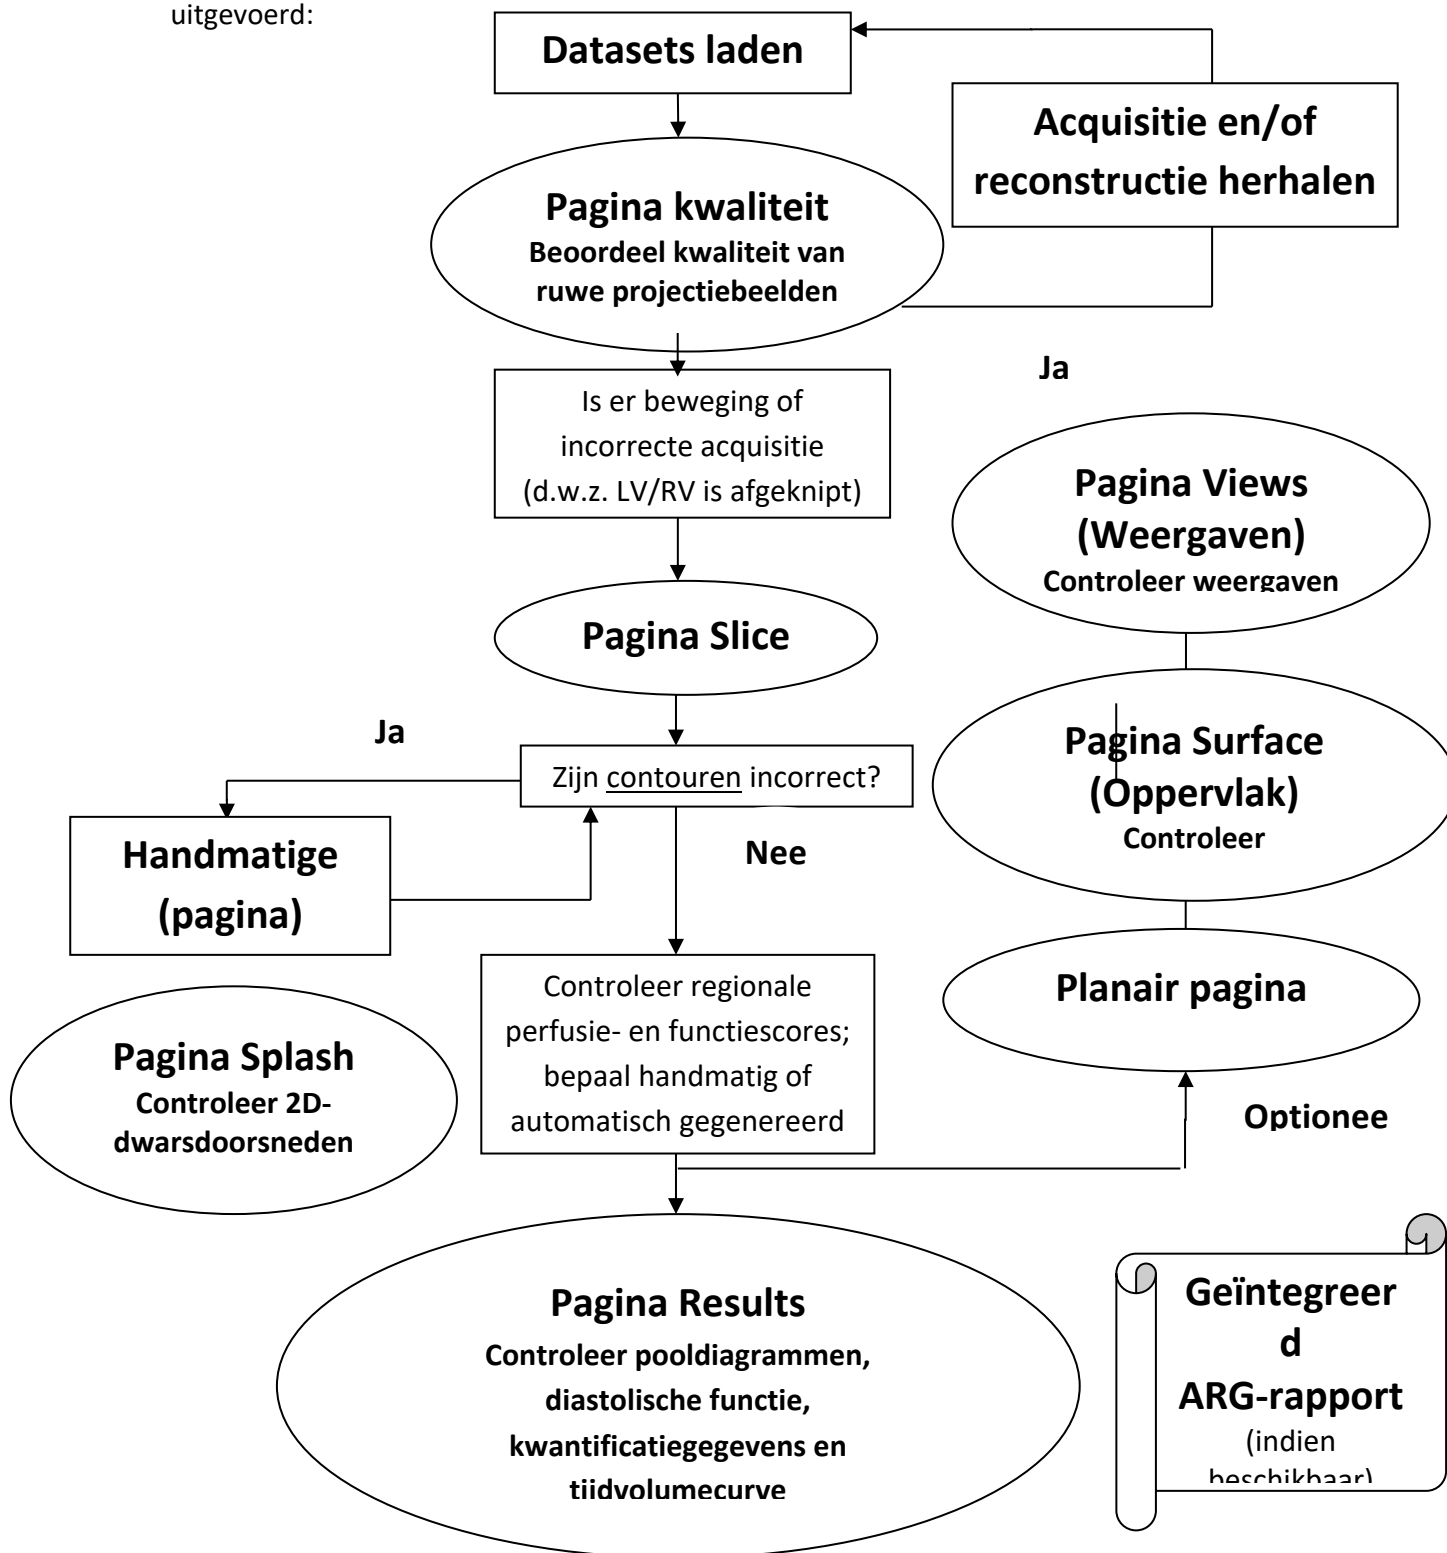 uitgevoerd:
Datasets laden
Acquisitie en/of
reconstructie herhalen
Pagina kwaliteit
Beoordeel kwaliteit van
ruwe projectiebeelden
Ja
Is er beweging of
incorrecte acquisitie
(d.w.z. LV/RV is afgeknipt)
Pagina Views
(Weergaven)
Controleer weergaven
Pagina Slice
Ja
Zijn contouren incorrect?
Pagina Surface
(Oppervlak)
Controleer
Handmatige
(pagina)
Nee
Controleer regionale
perfusie- en functiescores;
bepaal handmatig of
automatisch gegenereerd
Planair pagina
Pagina Splash
Controleer 2D-
dwarsdoorsneden
Optionee
Pagina Results
Controleer pooldiagrammen,
diastolische functie,
kwantificatiegegevens en
tijdvolumecurve
Geïntegreer
d
ARG-rapport
(indien
beschikbaar)